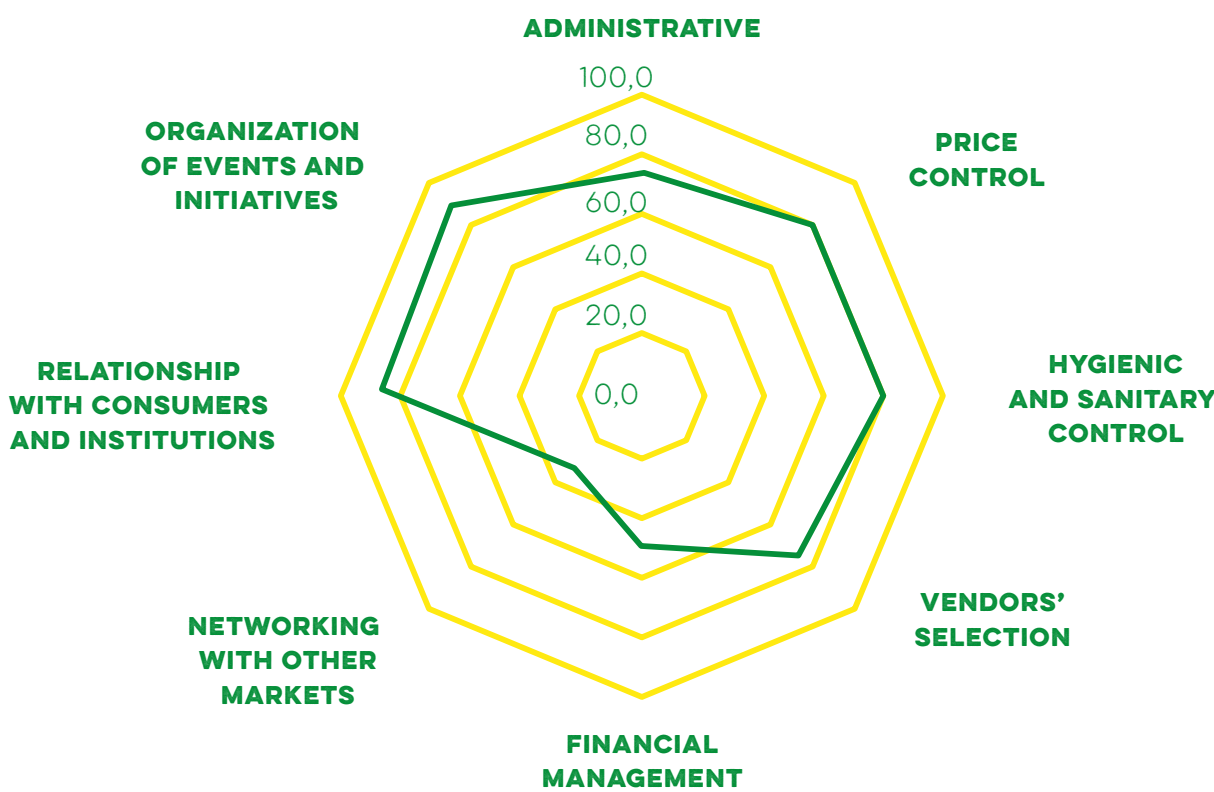 ADMINISTRATIVE
100,0
80,0
60,0
40,0
20,0
0,0
PRICE
CONTROL
HYGIENIC
AND SANITARY
CONTROL
VENDORS’
SELECTION
FINANCIAL
MANAGEMENT
NETWORKING
WITH OTHER
MARKETS
RELATIONSHIP
WITH CONSUMERS
AND INSTITUTIONS
ORGANIZATION
OF EVENTS AND
INITIATIVES